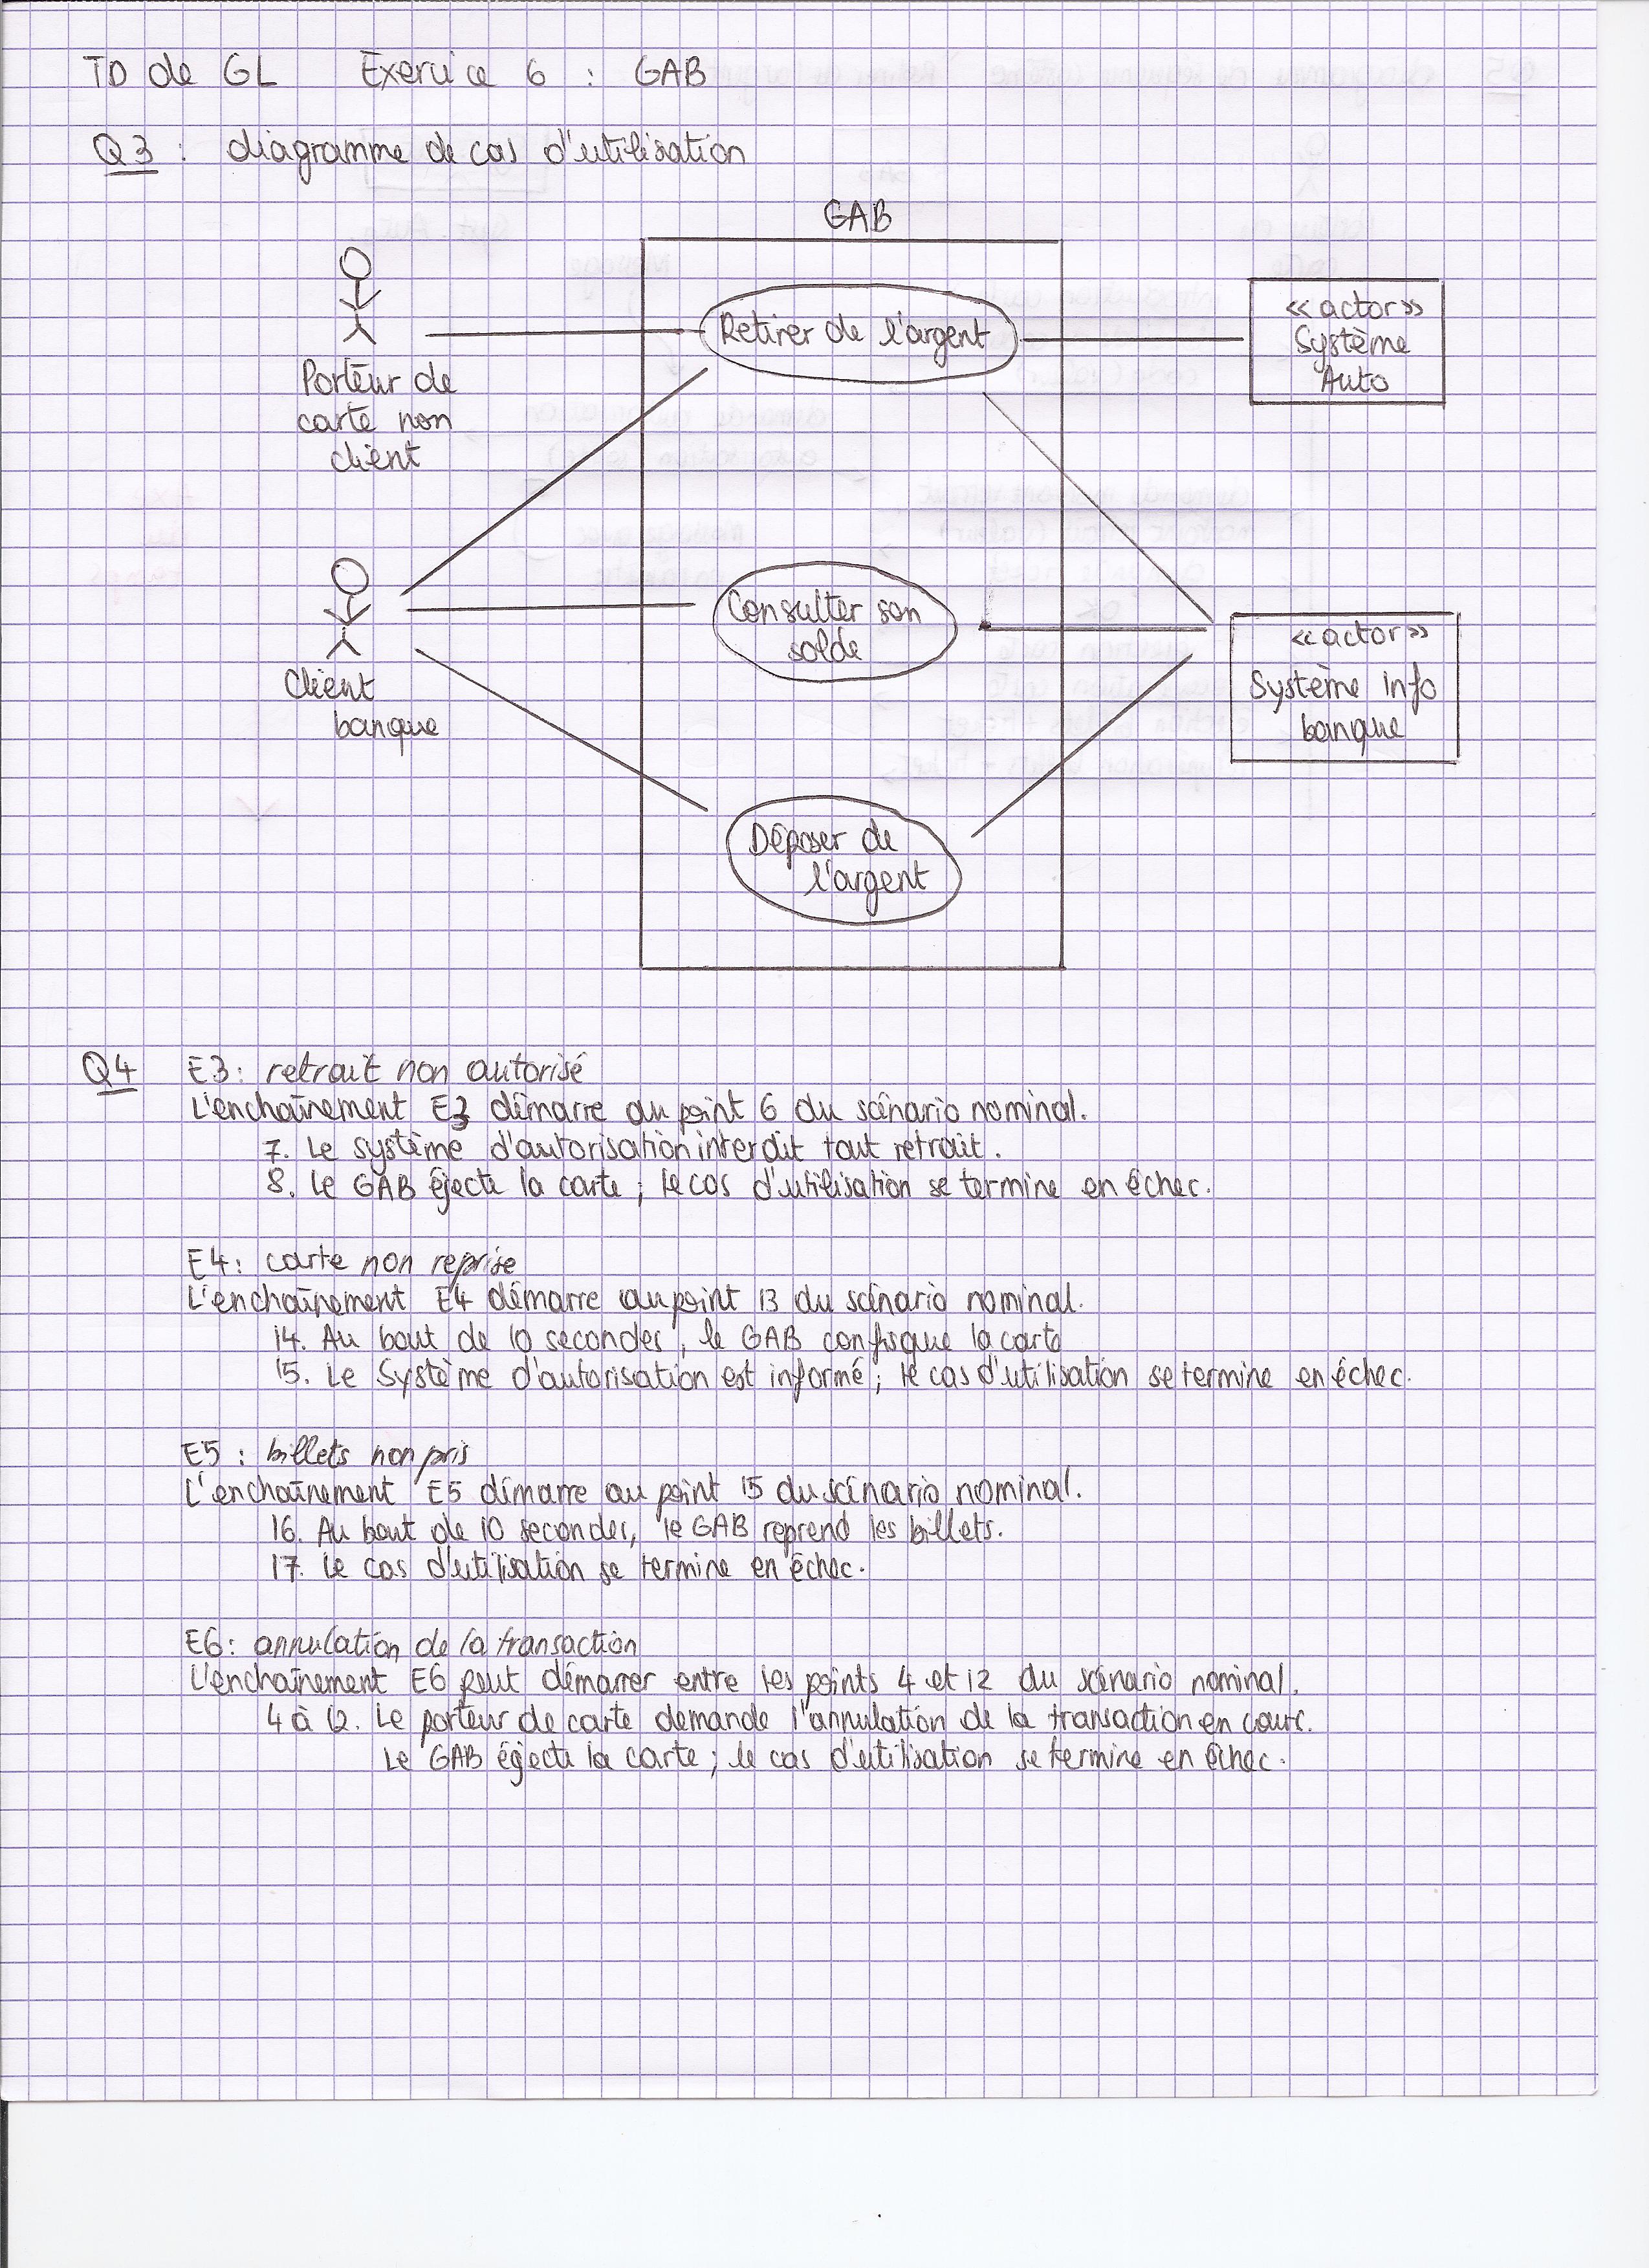 TD de GL Exercice 6 : GAB
Q3 : diagramme de cas d'utilisation
GAB
Retirer de l'argent
«actor»
Système
Auto
Porteur de
carte non
client
Consulter son
solde
Client
banque
«actor»
Système Info
banque
Déposer de
l'argent
Q4 E3: retrait non autorisé
L'enchaînement E3 démarre au point 6 du scénario nominal.
7. Le système d'autorisation interdit tout retrait.
8. Le GAB éjecte la carte ; le cas d'utilisation se termine en échec.
E4: carte non reprise
L'enchaînement E4 démarre au point 13 du scénario nominal.
14. Au bout de 10 secondes, le GAB confisque la carte
15. Le Système d'autorisation est informé ; le cas d'utilisation se termine en échec.
E5 : billets non pris
L'enchaînement E5 démarre au point 15 du scénario nominal.
16. Au bout de 10 secondes, le GAB reprend les billets.
17. Le cas d'utilisation se termine en échec.
E6: annulation de la transaction
L'enchaînement E6 peut démarrer entre les points 4 et 12 du scénario nominal.
4 à 12. Le porteur de carte demande l'annulation de la transaction en cours.
Le GAB éjecte la carte ; le cas d'utilisation se termine en échec.